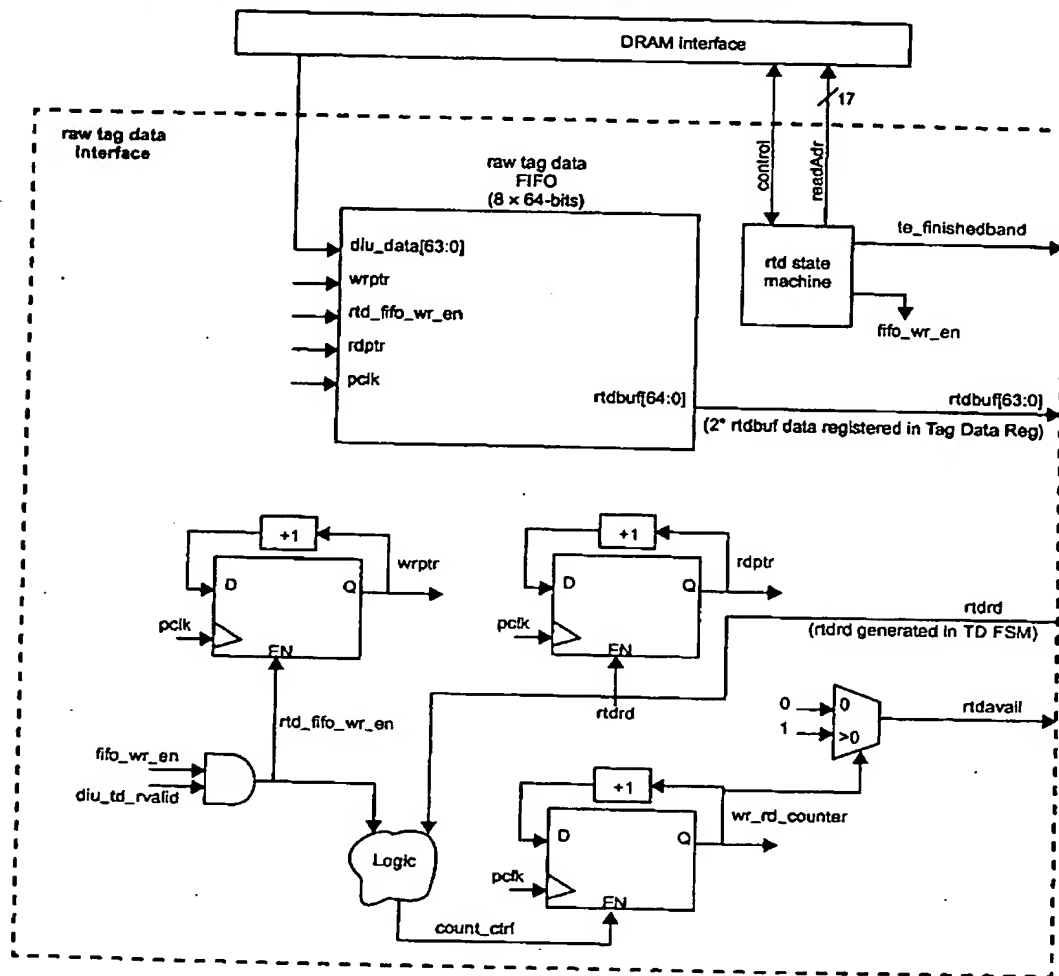 DRAM interface
17
raw tag data
Interface
raw tag data
FIFO
(8 × 64-bits)
control
readAdr
diu_data[63:0]
wrptr
rtd_fifo_wr_en
rdptr
pclk
rtdbuf[64:0]
rtd state
machine
te_finishedband
fifo_wr_en
rtdbuf[63:0]
(2* rtdbuf data registered in Tag Data Reg)
+1
D
Q
wrptr
pclk
EN
rtd_fifo_wr_en
+1
D
Q
rdptr
pclk
EN
rtdrd
rtdrd
(rtdrd generated in TD FSM)
0
0
1
>0
rtdavail
fifo_wr_en
diu_td_rvalid
Logic
count_ctrl
+1
D
Q
wr_rd_counter
pclk
EN